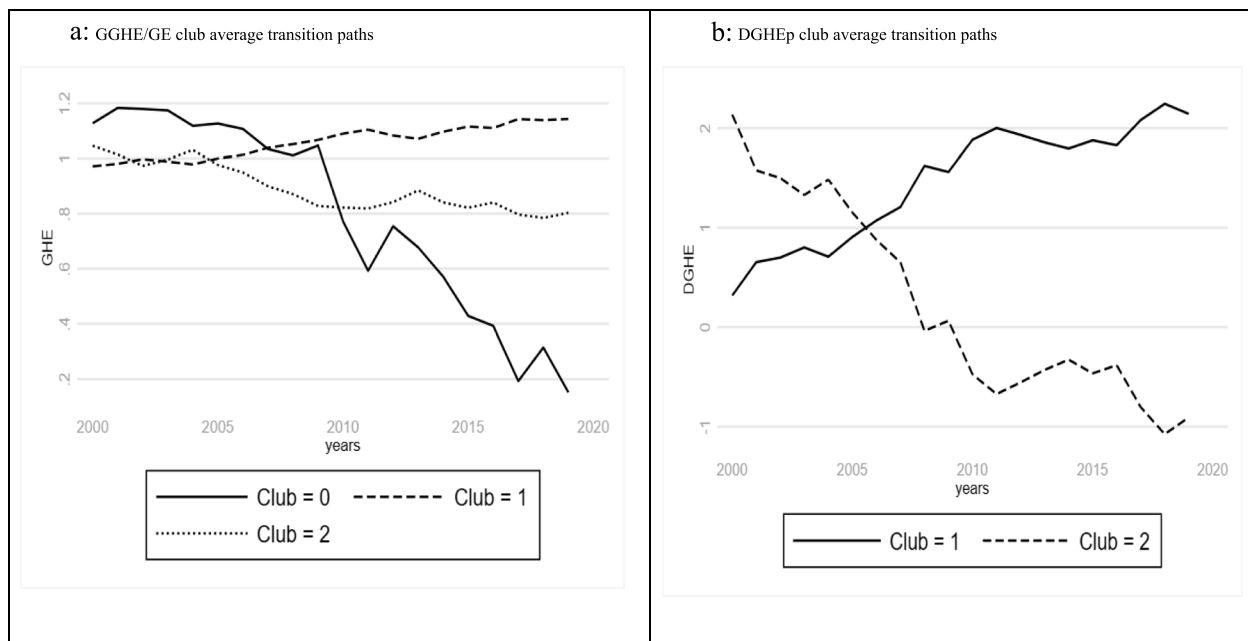 a: GGHE/GE club average transition paths
1.2
1
.8
.6
.4
.2
GHE
2000 2005 2010 2015 2020
years
Club = 0 Club = 1
Club = 2
b: DGHEp club average transition paths
2
1
0
-1
DGHE
2000 2005 2010 2015 2020
years
Club = 1 Club = 2